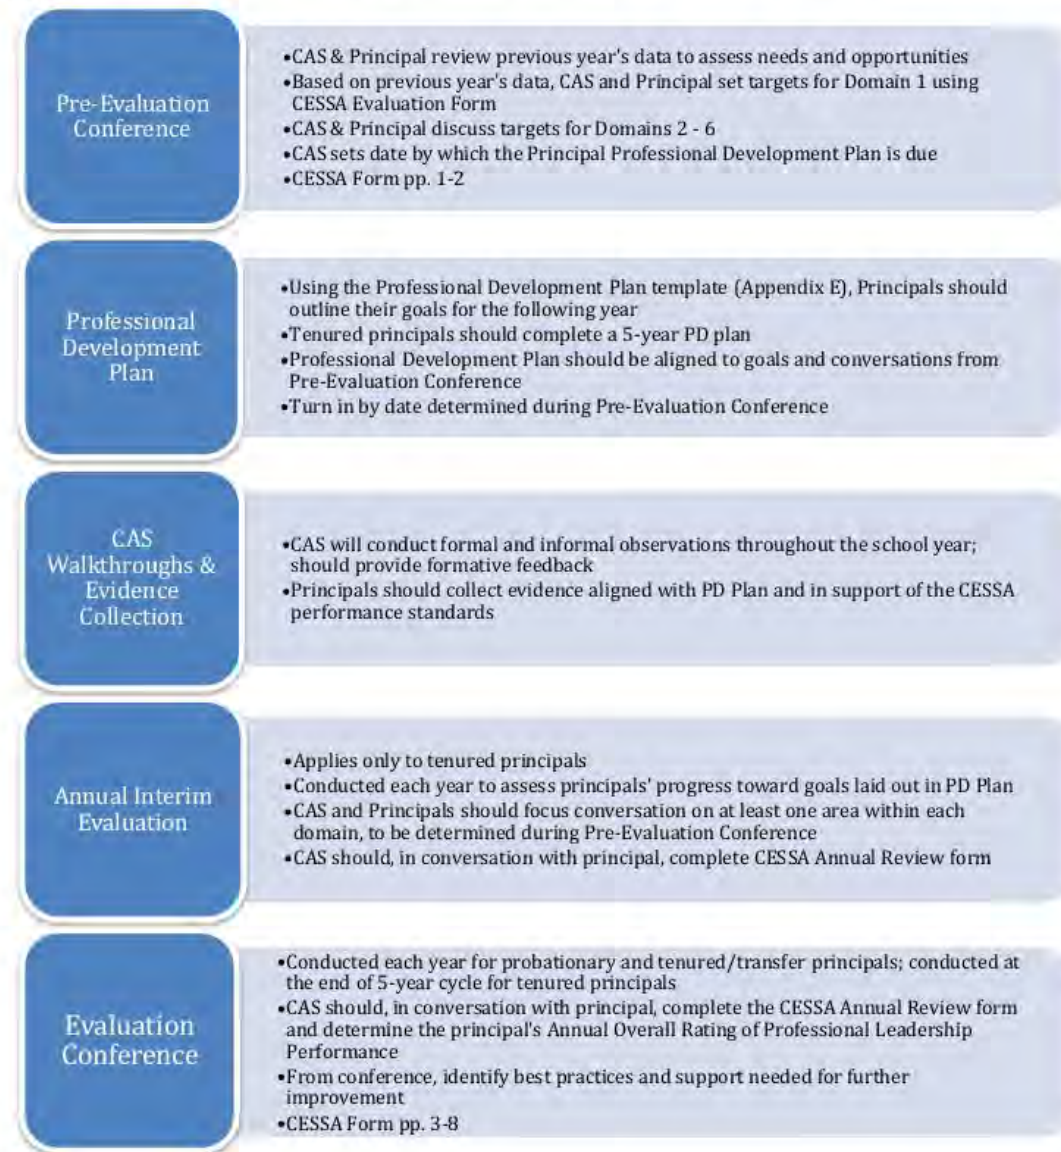 Pre-Evaluation
Conference
•CAS & Principal review previous year's data to assess needs and opportunities
•Based on previous year's data, CAS and Principal set targets for Domain 1 using
CESSA Evaluation Form
•CAS & Principal discuss targets for Domains 2 - 6
•CAS sets date by which the Principal Professional Development Plan is due
•CESSA Form pp. 1-2
Professional
Development
Plan
•Using the Professional Development Plan template (Appendix E), Principals should
outline their goals for the following year
•Tenured principals should complete a 5-year PD plan
•Professional Development Plan should be aligned to goals and conversations from
Pre-Evaluation Conference
•Turn in by date determined during Pre-Evaluation Conference
CAS
Walkthroughs &
Evidence
Collection
•CAS will conduct formal and informal observations throughout the school year;
should provide formative feedback
•Principals should collect evidence aligned with PD Plan and in support of the CESSA
performance standards
Annual Interim
Evaluation
•Applies only to tenured principals
•Conducted each year to assess principals' progress toward goals laid out in PD Plan
•CAS and Principals should focus conversation on at least one area within each
domain, to be determined during Pre-Evaluation Conference
•CAS should, in conversation with principal, complete CESSA Annual Review form
Evaluation
Conference
•Conducted each year for probationary and tenured/transfer principals; conducted at
the end of 5-year cycle for tenured principals
•CAS should, in conversation with principal, complete the CESSA Annual Review form
and determine the principal's Annual Overall Rating of Professional Leadership
Performance
•From conference, identify best practices and support needed for further
improvement
•CESSA Form pp. 3-8